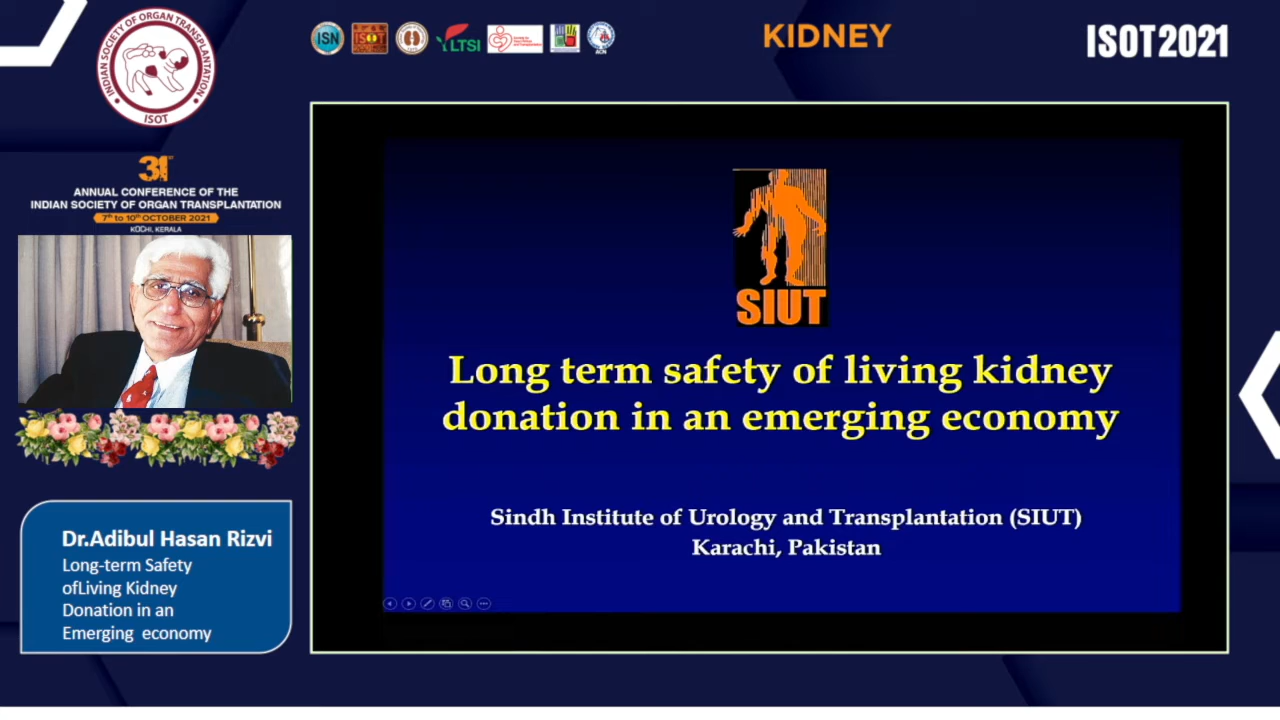 INDIAN SOCIETY OF ORGAN TRANSPLANTATION
ISOT
ISN
ISOT
LTSI
KIDNEY
ISOT2021
31st
ANNUAL CONFERENCE OF THE
INDIAN SOCIETY OF ORGAN TRANSPLANTATION
7th to 10th OCTOBER 2021
KOCHI, KERALA
SIUT
Long term safety of living kidney
donation in an emerging economy
Sindh Institute of Urology and Transplantation (SIUT)
Karachi, Pakistan
Dr.Adibul Hasan Rizvi
Long-term Safety
ofLiving Kidney
Donation in an
Emerging economy